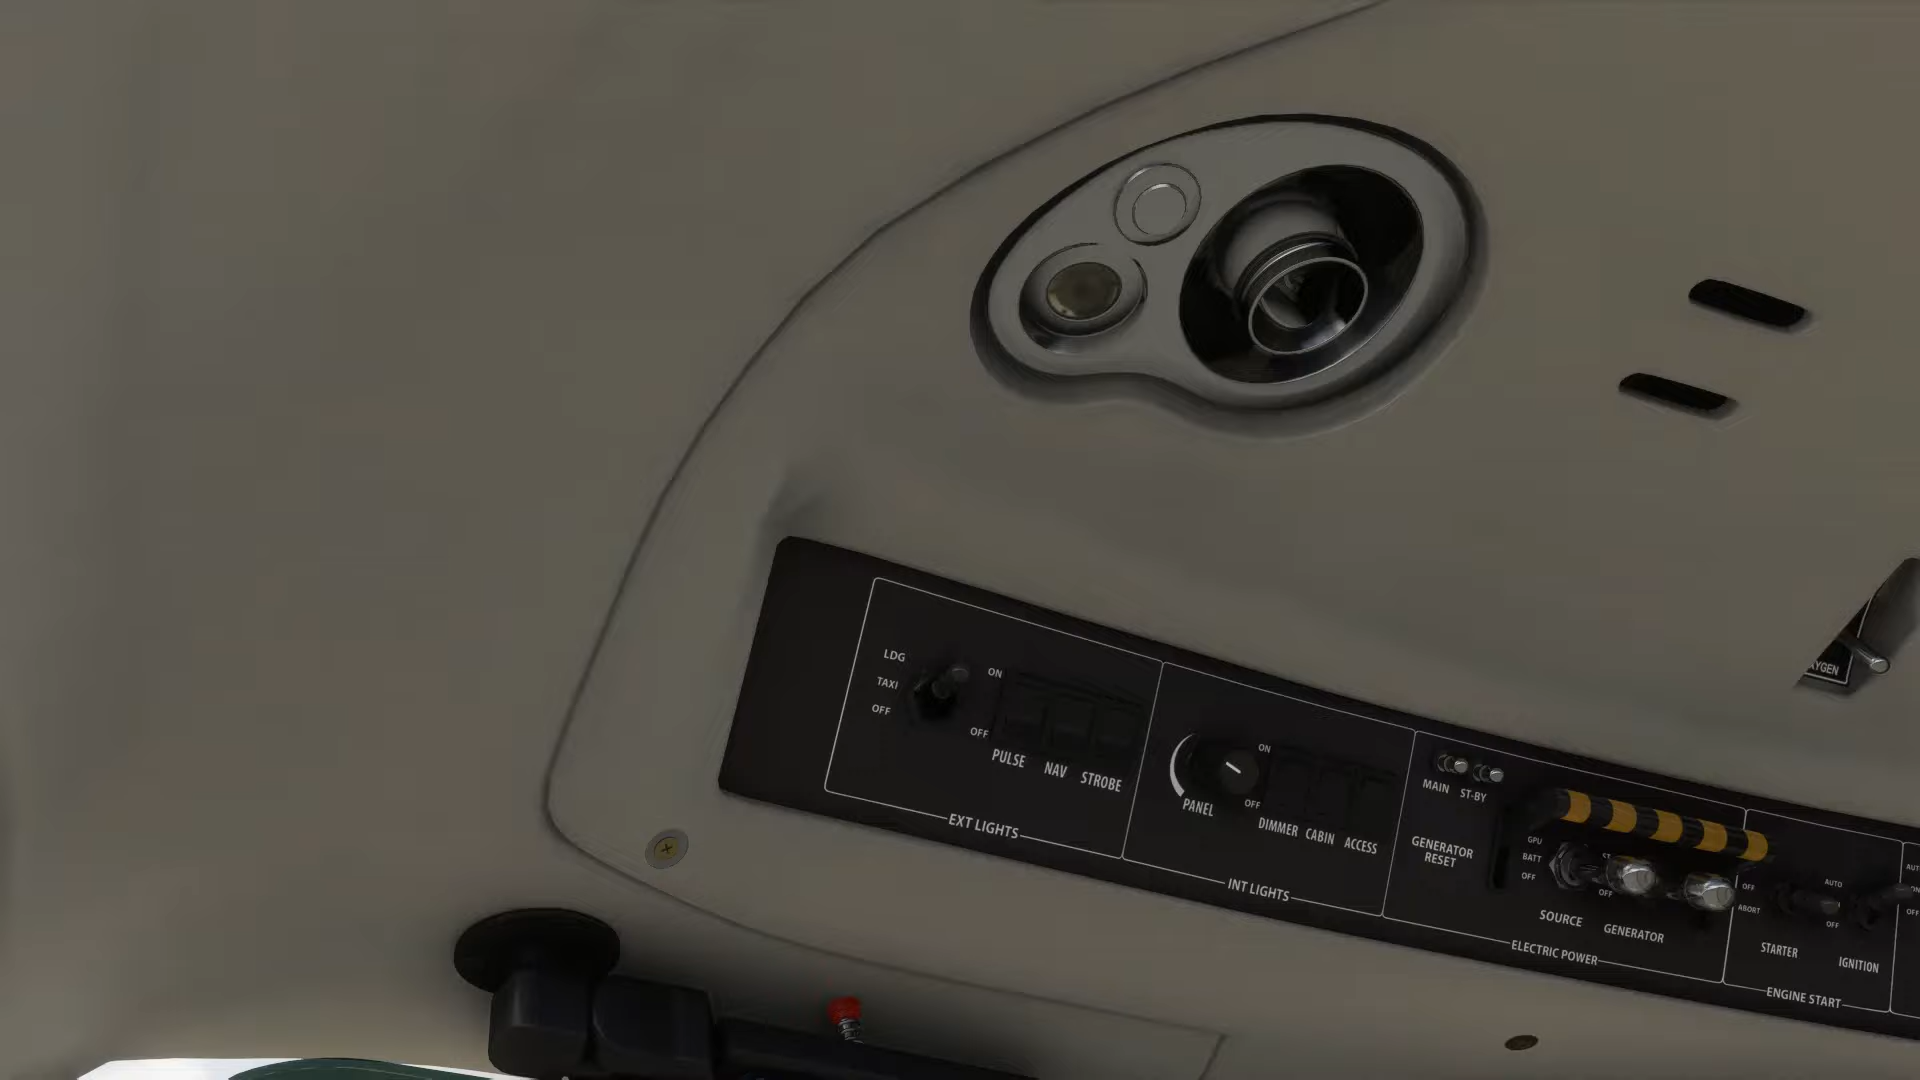 LDG
TAXI
OFF
ON
OFF
PULSE NAV STROBE
EXT LIGHTS
PANEL
ON
OFF
DIMMER CABIN ACCESS
INT LIGHTS
MAIN ST-BY
GENERATOR
RESET
GPU
BATT
OFF
OFF
SOURCE GENERATOR
ELECTRIC POWER
OFF
ABORT
AUTO
OFF
STARTER IGNITION
ENGINE START
OFF